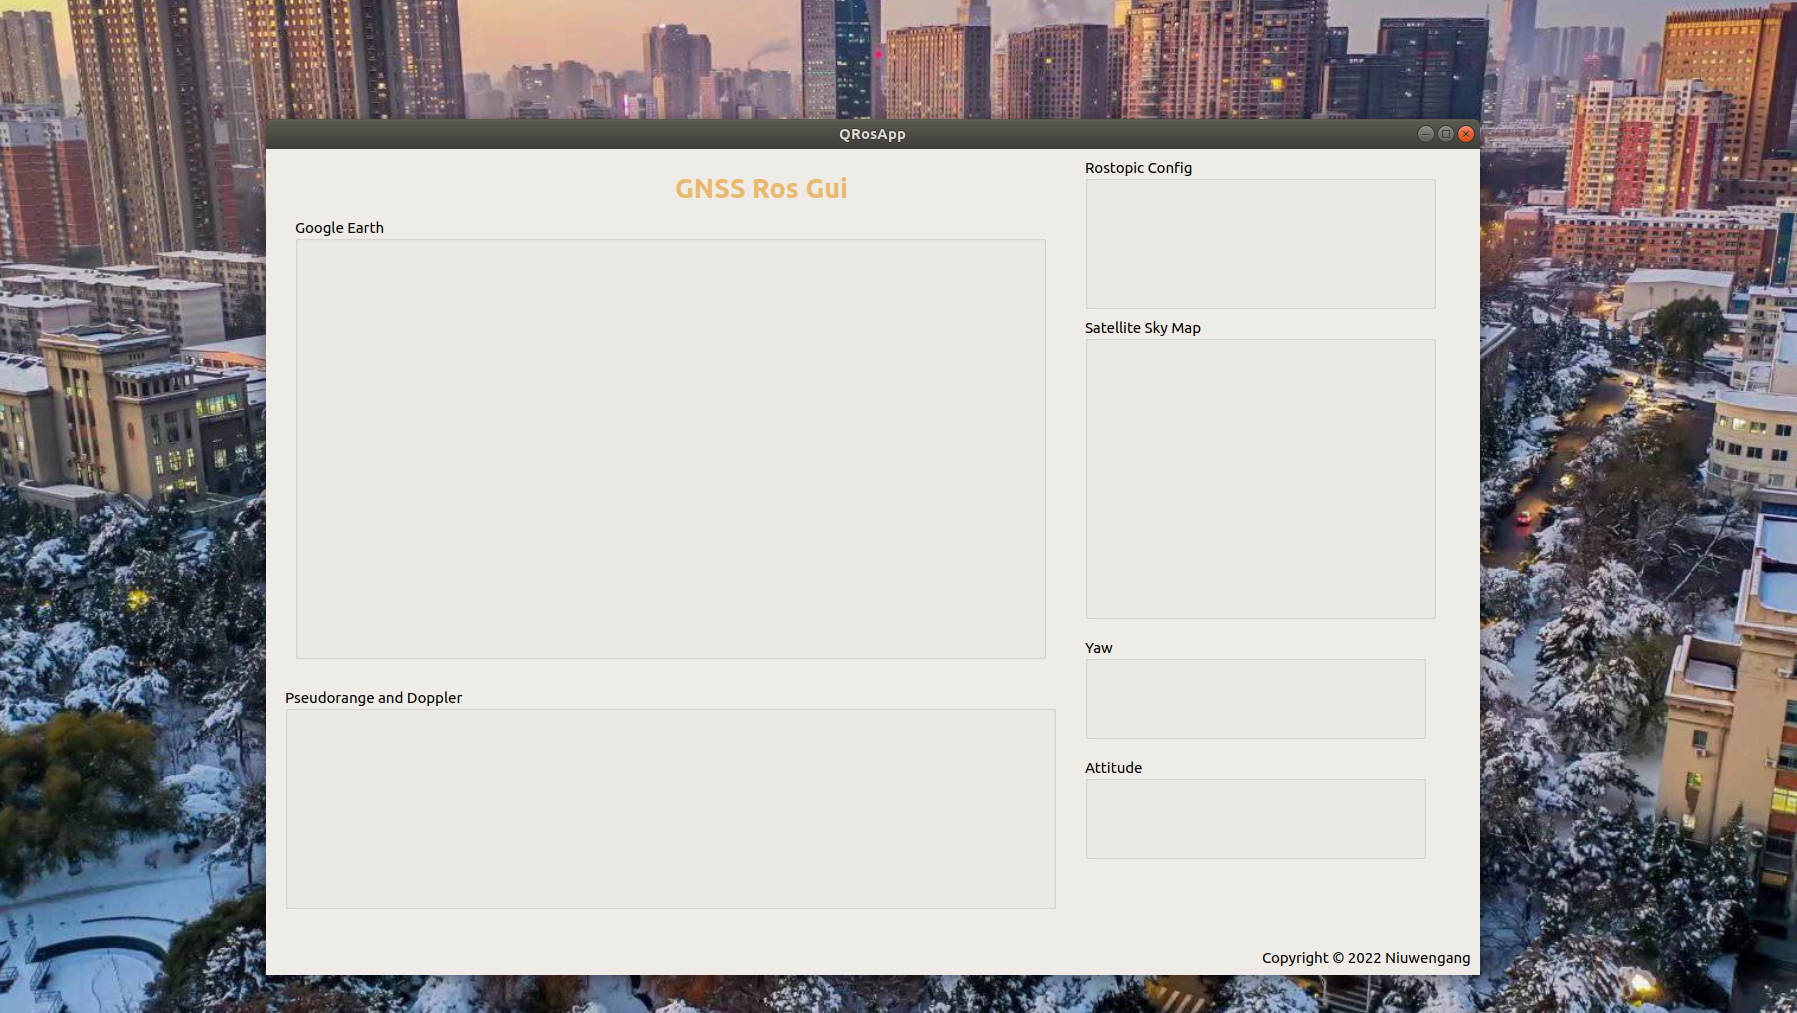 QRosApp
GNSS Ros Gui
Google Earth
Pseudorange and Doppler
Rostopic Config
Satellite Sky Map
Yaw
Attitude
Copyright © 2022 Niuwengang